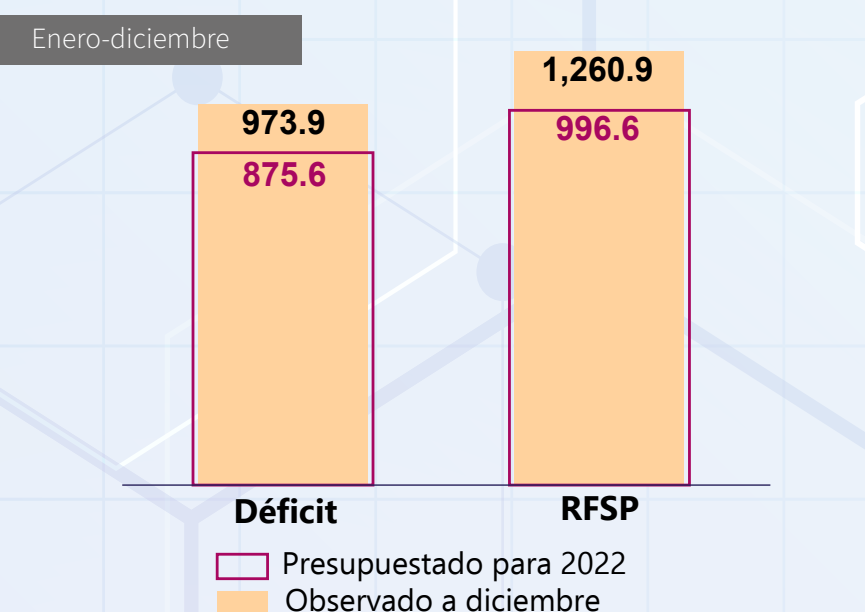 Enero-diciembre
1,260.9
973.9
996.6
875.6
Déficit
RFSP
Presupuestado para 2022
Observado a diciembre